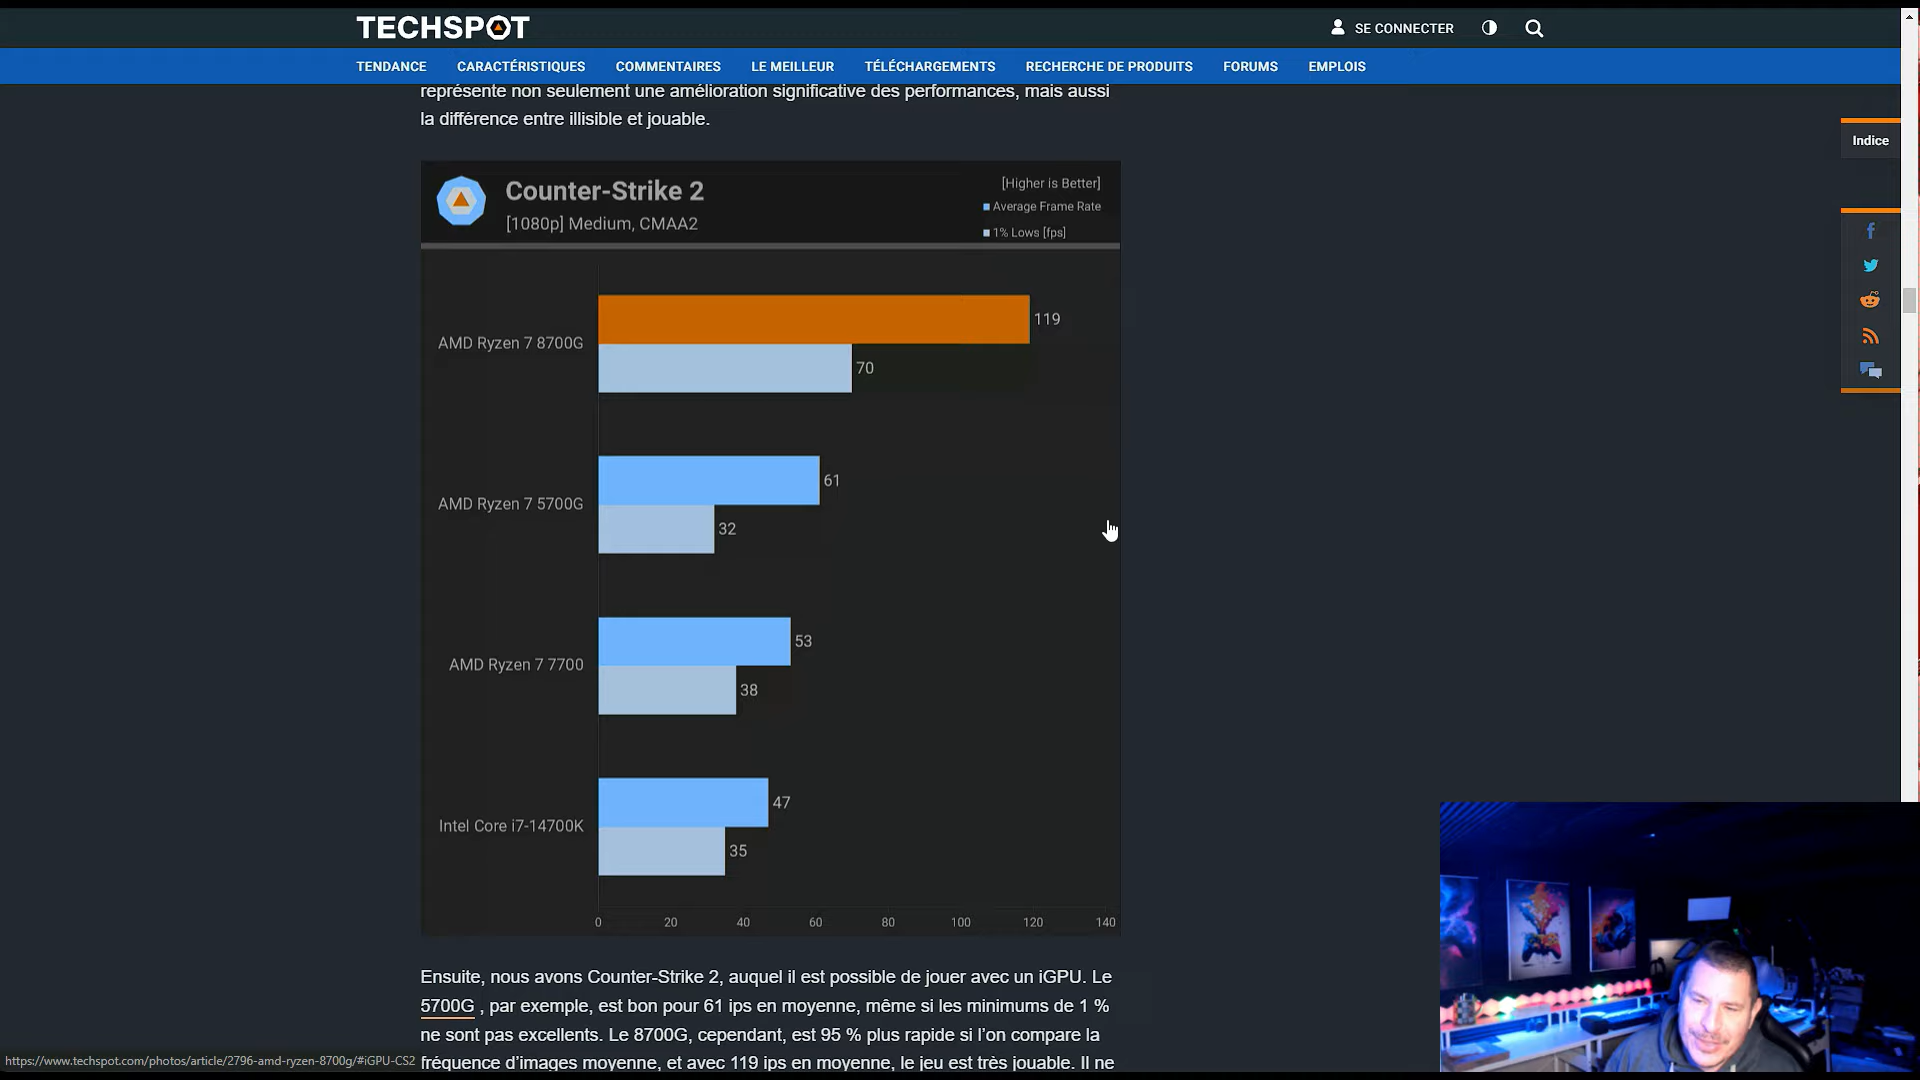 TECHSPOT
SE CONNECTER
TENDANCE CARACTÉRISTIQUES COMMENTAIRES LE MEILLEUR TÉLÉCHARGEMENTS RECHERCHE DE PRODUITS FORUMS EMPLOIS
représente non seulement une amélioration significative des performances, mais aussi
la différence entre illisible et jouable.
Indice
Counter-Strike 2
[1080p] Medium, CMAA2
[Higher is Better]
Average Frame Rate
1% Lows [fps]
AMD Ryzen 7 8700G
119
70
AMD Ryzen 7 5700G
61
32
AMD Ryzen 7 7700
53
38
Intel Core i7-14700K
47
35
0 20 40 60 80 100 120 140
Ensuite, nous avons Counter-Strike 2, auquel il est possible de jouer avec un iGPU. Le
5700G , par exemple, est bon pour 61 ips en moyenne, même si les minimums de 1 %
ne sont pas excellents. Le 8700G, cependant, est 95 % plus rapide si l’on compare la
fréquence d’images moyenne, et avec 119 ips en moyenne, le jeu est très jouable. Il ne
https://www.techspot.com/photos/article/2796-amd-ryzen-8700g/#iGPU-CS2